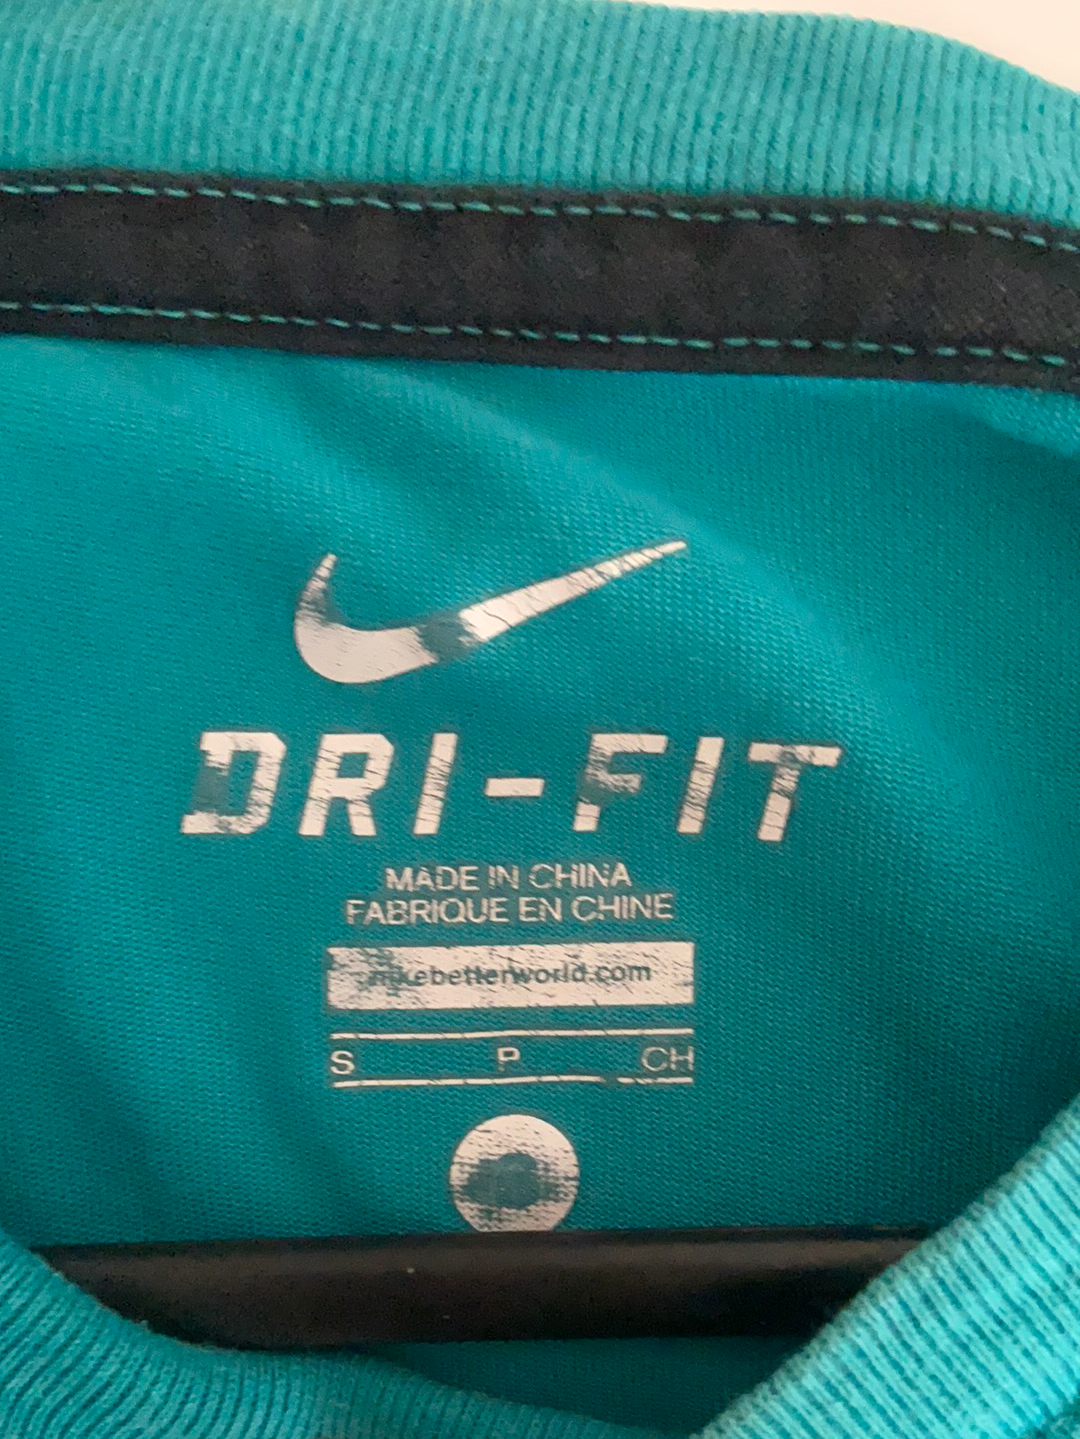 DRI-FIT
MADE IN CHINA
FABRIQUE EN CHINE
nikebetterworld.com
S P CH